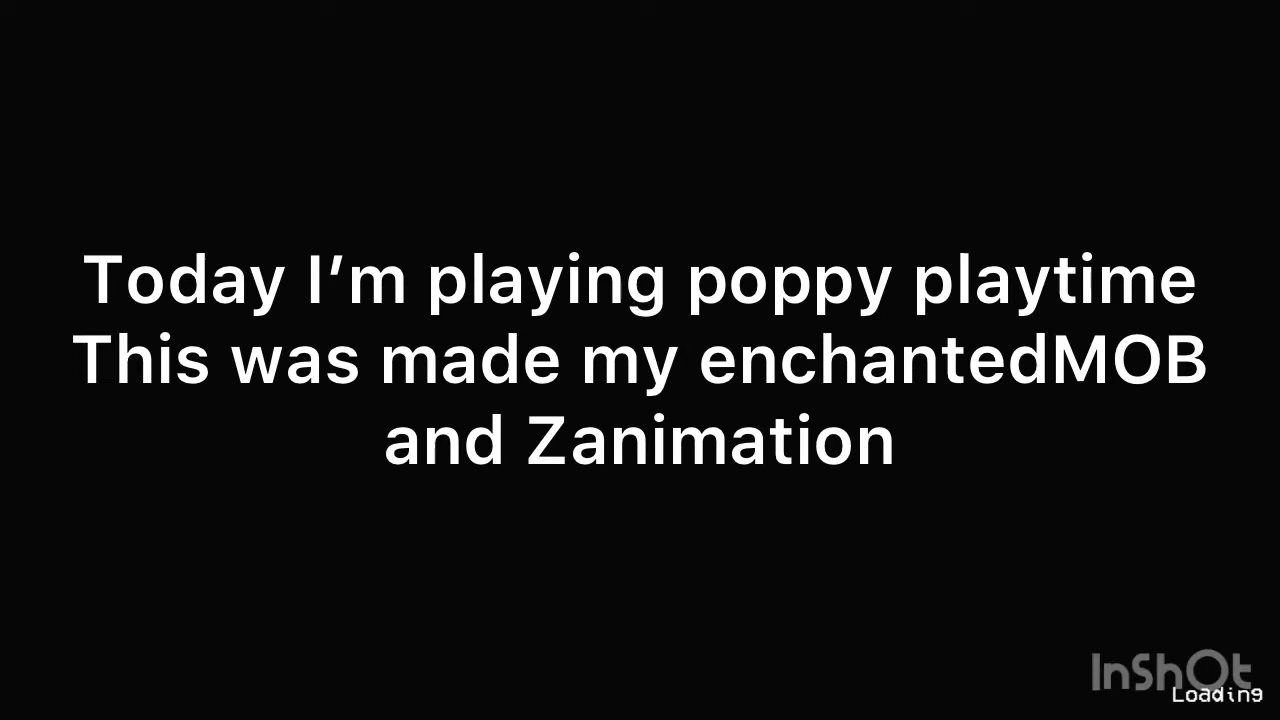 Today I’m playing poppy playtime
This was made my enchantedMOB
and Zanimation
InShOt
Loading